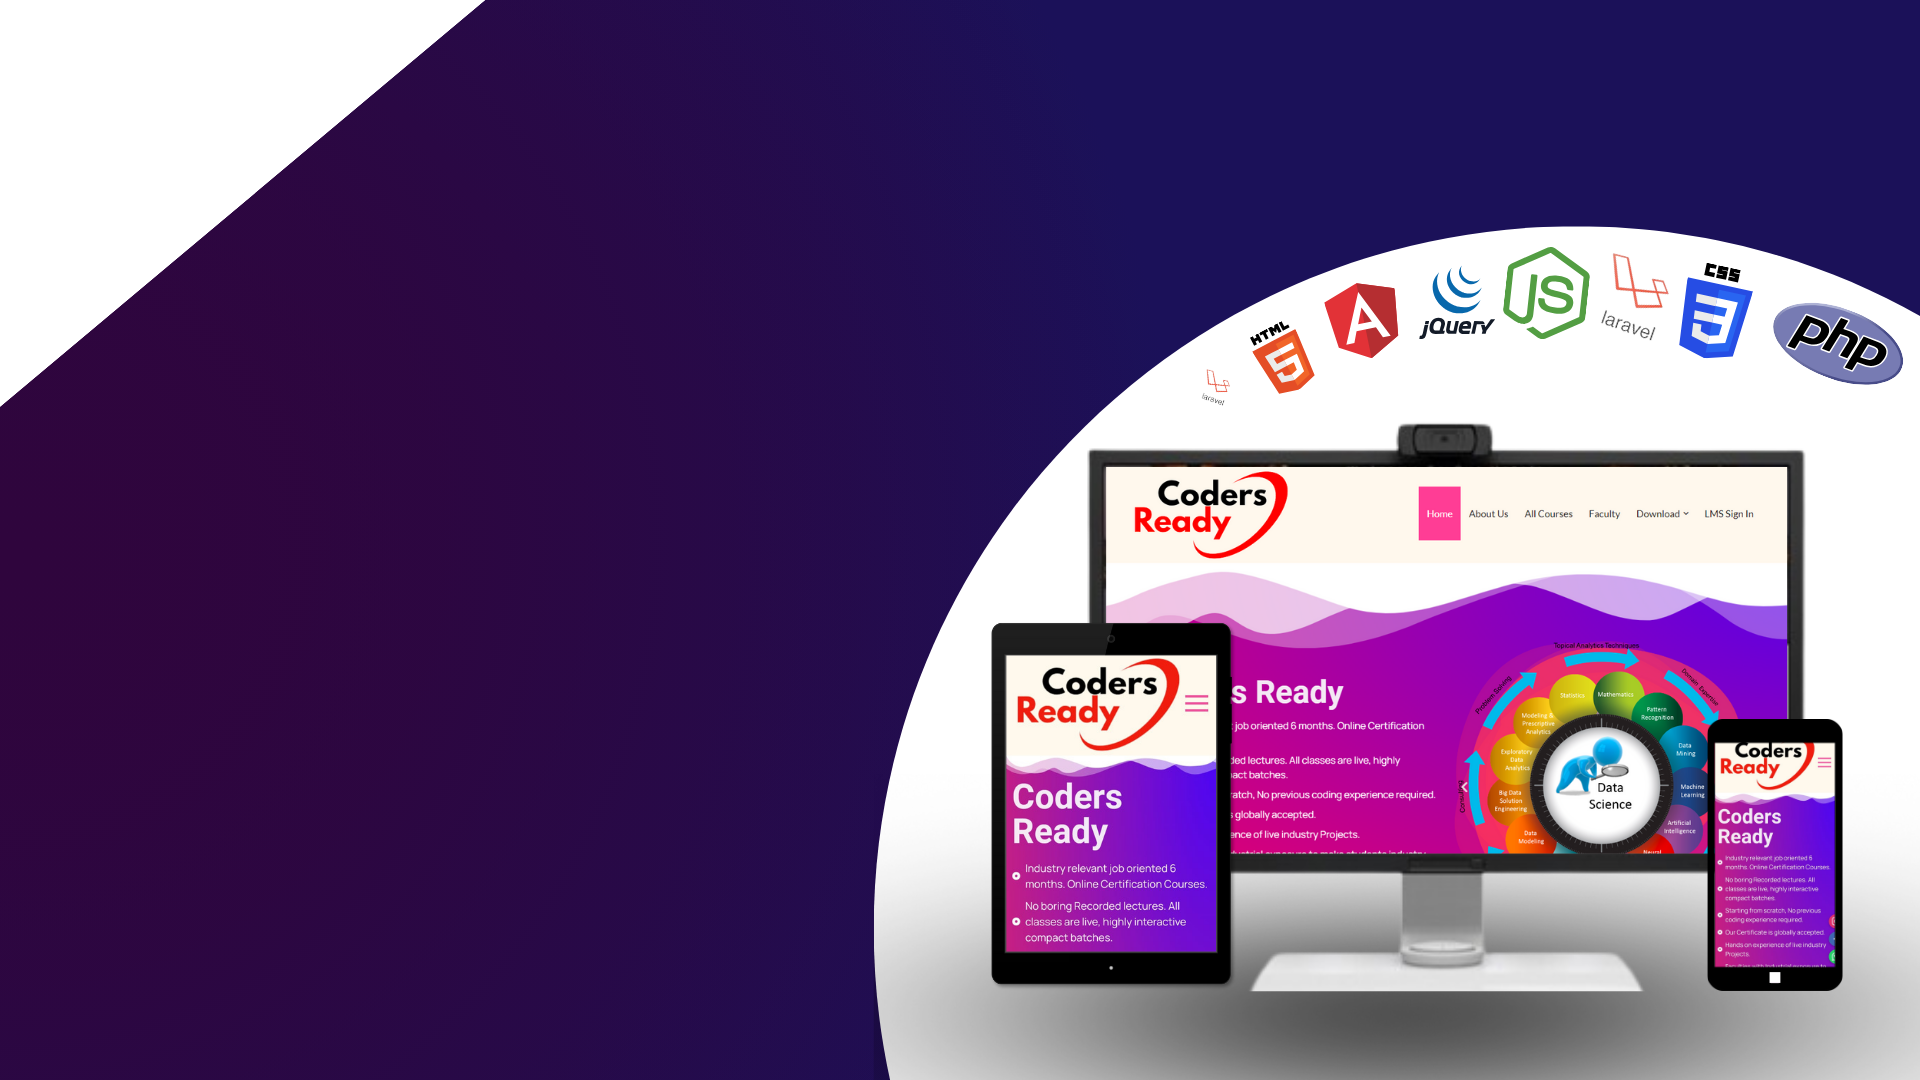 CSS
HTML
jQuery
JS
laravel
php
laravel
Coders
Ready
Home
About Us
All Courses
Faculty
Download
LMS Sign In
s Ready
job oriented 6 months. Online Certification
ded lectures. All classes are live, highly
pact batches.
ratch, No previous coding experience required.
s globally accepted.
ence of live industry Projects.
Topical Analytics Techniques
Problem Solving
Domain Expertise
Consulting
Statistics
Mathematics
Pattern
Recognition
Modeling &
Prescriptive
Analytics
Exploratory
Data
Analytics
Data
Mining
Big Data
Solution
Engineering
Machine
Learning
Data
Modeling
Artificial
Intelligence
Neural
Data
Science
Coders
Ready
Coders
Ready
Industry relevant job oriented 6
months. Online Certification Courses.
No boring Recorded lectures. All
classes are live, highly interactive
compact batches.
Coders
Ready
Coders
Ready
Industry relevant job oriented 6
months. Online Certification Courses.
No boring Recorded lectures. All
classes are live, highly interactive
compact batches.
Starting from scratch, No previous
coding experience required.
Our Certificate is globally accepted.
Hands on experience of live industry
Projects.